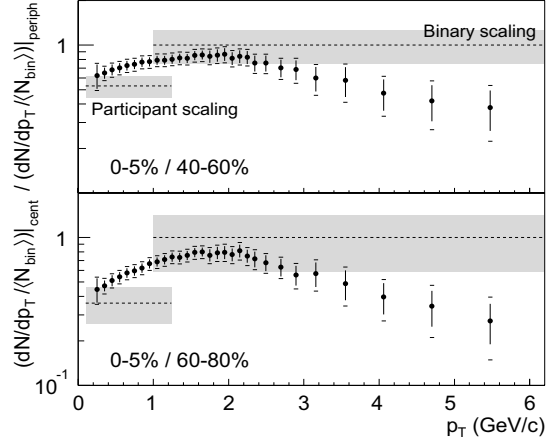 (dN/dp_T /⟨N_bin⟩)|_cent / (dN/dp_T /⟨N_bin⟩)|_periph
1
Binary scaling
Participant scaling
0-5% / 40-60%
1
0-5% / 60-80%
10^-1
0 1 2 3 4 5 6
p_T (GeV/c)